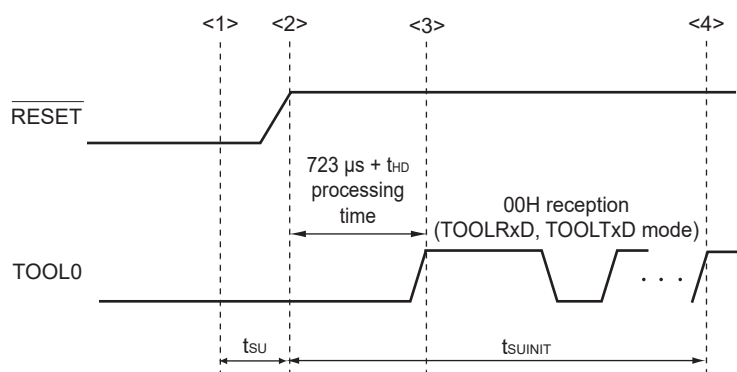 <1> <2> <3> <4>
RESET
723 µs + tHD
processing
time
00H reception
(TOOLRxD, TOOLTxD mode)
TOOL0
. . .
tSU tSUINIT